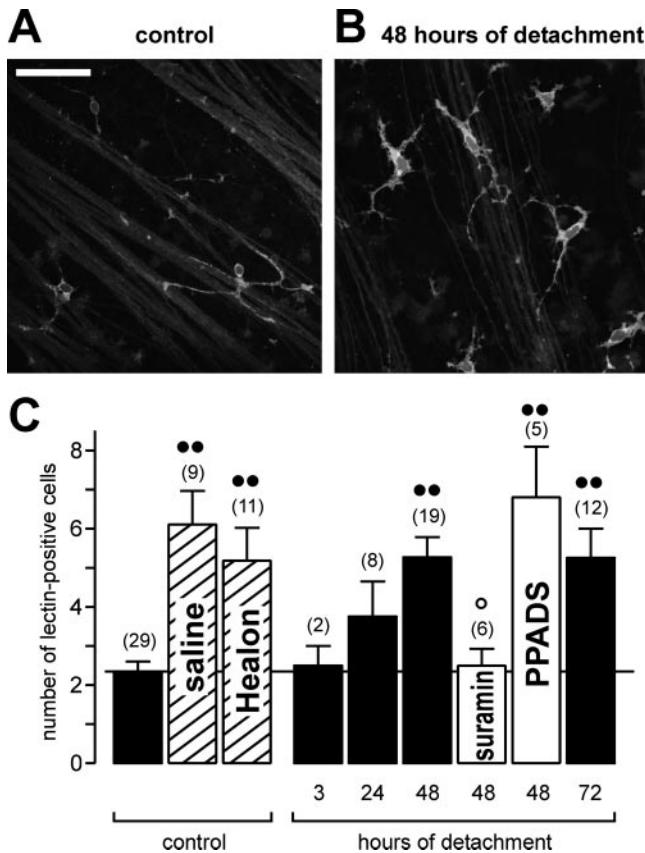 A control
B 48 hours of detachment
C
number of lectin-positive cells
8
6
4
2
0
(29)
●●
(9)
saline
●●
(11)
Healon
(2)
(8)
●●
(19)
○
(6)
suramin
●●
(5)
PPADS
●●
(12)
3 24 48 48 48 72
control hours of detachment